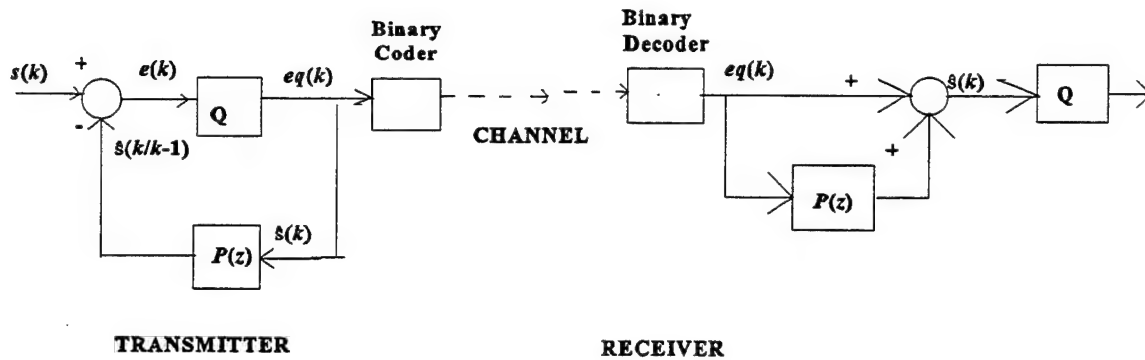 Binary
Coder
Binary
Decoder
s(k)
+
e(k)
Q
eq(k)
-
ŝ(k/k-1)
CHANNEL
eq(k)
+
ŝ(k)
Q
+
P(z)
P(z)
ŝ(k)
TRANSMITTER
RECEIVER